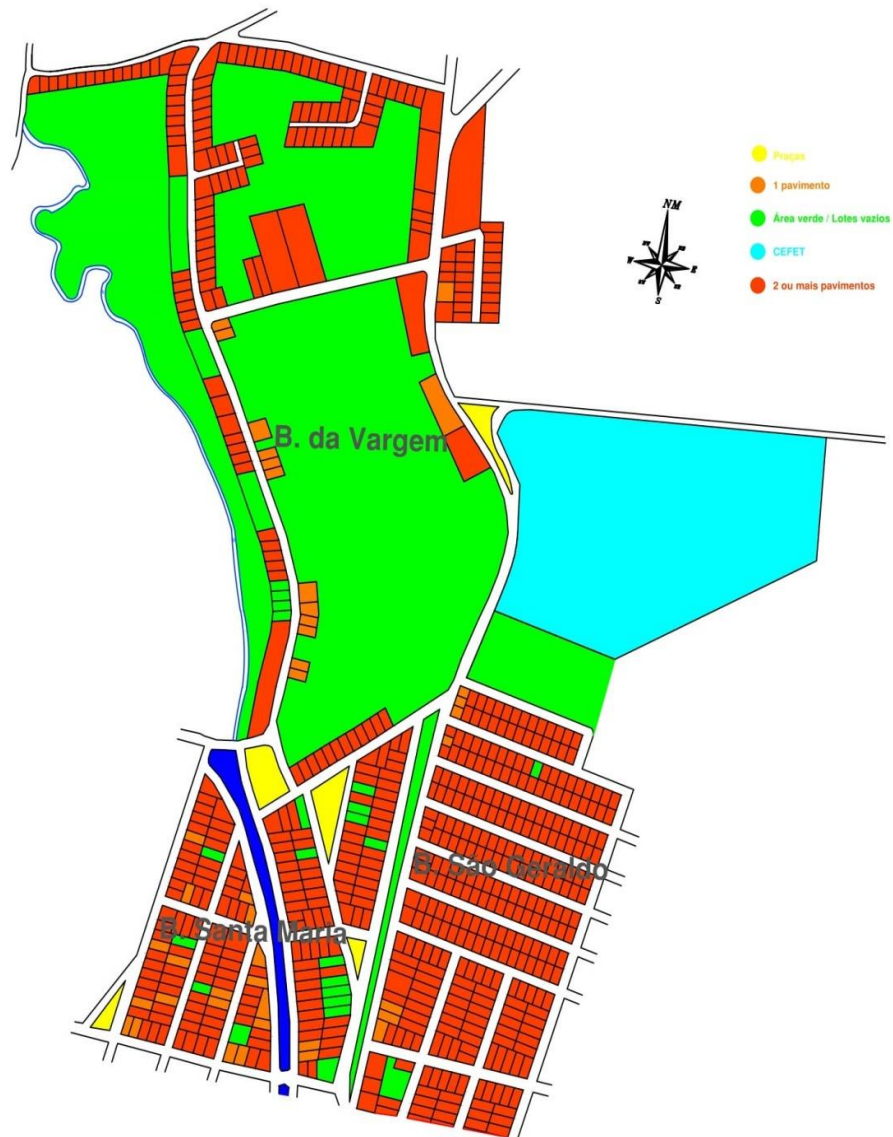 Praças
1 pavimento
Área verde / Lotes vazios
CEFET
2 ou mais pavimentos
NM
W
E
S
B. da Vargem
B. São Geraldo
B. Santa Maria